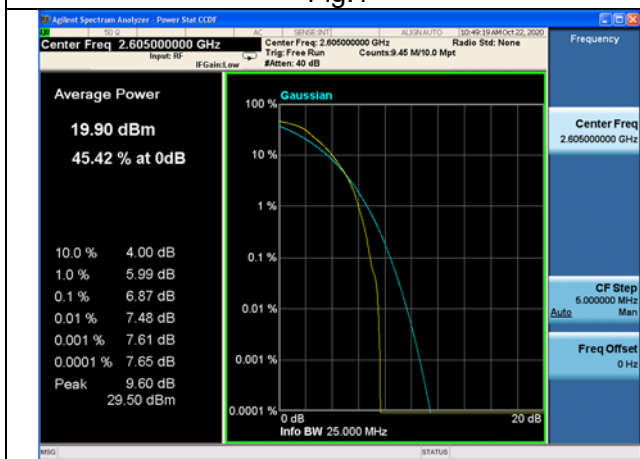 Agilent Spectrum Analyzer - Power Stat CCDF
50 Ω AC SENSE:INT ALIGN AUTO 10:49:19 AM Oct 22, 2020
Center Freq 2.605000000 GHz
Input: RF
IFGain:Low
Center Freq: 2.605000000 GHz
Radio Std: None
Trig: Free Run Counts:9.45 M/10.0 Mpt
#Atten: 40 dB
Frequency
Average Power
19.90 dBm
45.42 % at 0dB
10.0 % 4.00 dB
1.0 % 5.99 dB
0.1 % 6.87 dB
0.01 % 7.48 dB
0.001 % 7.61 dB
0.0001 % 7.65 dB
Peak 9.60 dB
29.50 dBm
Gaussian
100 %
10 %
1 %
0.1 %
0.01 %
0.001 %
0.0001 %
0 dB 20 dB
Info BW 25.000 MHz
Center Freq
2.605000000 GHz
CF Step
5.000000 MHz
Auto Man
Freq Offset
0 Hz
MSG STATUS